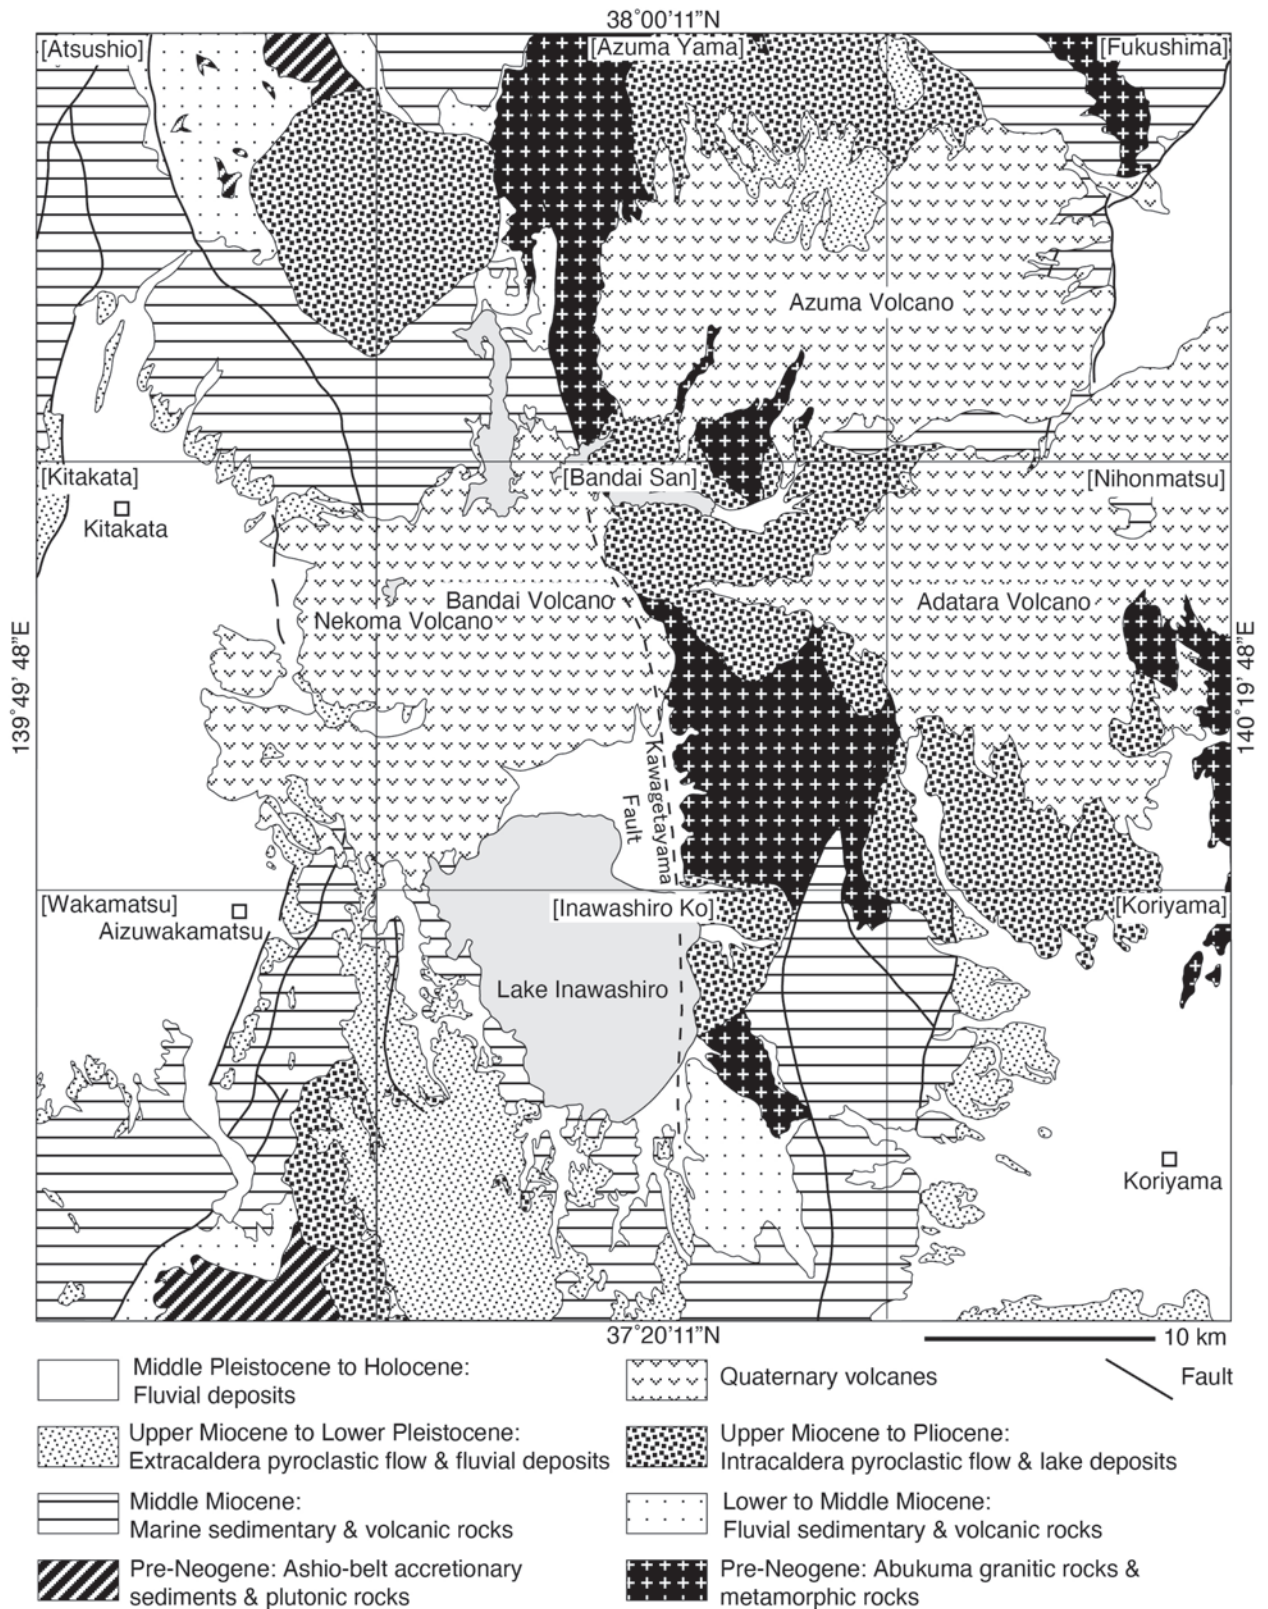 38°00'11"N
[Atsushio]
[Azuma Yama]
[Fukushima]
Azuma Volcano
[Kitakata]
[Bandai San]
[Nihonmatsu]
Kitakata
Bandai Volcano
Adatara Volcano
Nekoma Volcano
139°49' 48"E
140°19' 48"E
Kawagetayama
Fault
[Wakamatsu]
[Inawashiro Ko]
[Koriyama]
Aizuwakamatsu
Lake Inawashiro
Koriyama
37°20'11"N
10 km
Middle Pleistocene to Holocene:
Fluvial deposits
Quaternary volcanes
Fault
Upper Miocene to Lower Pleistocene:
Extracaldera pyroclastic flow & fluvial deposits
Upper Miocene to Pliocene:
Intracaldera pyroclastic flow & lake deposits
Middle Miocene:
Marine sedimentary & volcanic rocks
Lower to Middle Miocene:
Fluvial sedimentary & volcanic rocks
Pre-Neogene: Ashio-belt accretionary
sediments & plutonic rocks
Pre-Neogene: Abukuma granitic rocks &
metamorphic rocks